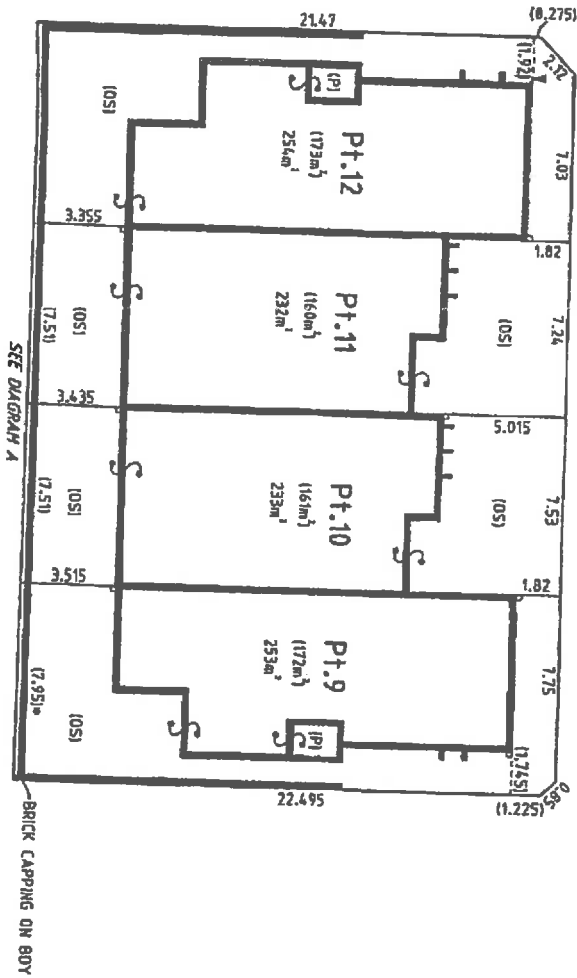 21.47
(0.275)
2.12
(1.92)
(P)
(OS)
Pt.12
(173m²)
254m²
7.03
3.355
1.82
(OS)
(7.51)
Pt.11
(160m²)
232m²
(OS)
7.24
3.435
5.015
(OS)
(7.51)
Pt.10
(161m²)
233m²
(OS)
7.53
3.515
1.82
(OS)
(7.95)*
Pt.9
(172m²)
253m²
(P)
7.75
(1.745)
0.85
22.495
(1.225)
SEE DIAGRAM A
BRICK CAPPING ON BDY